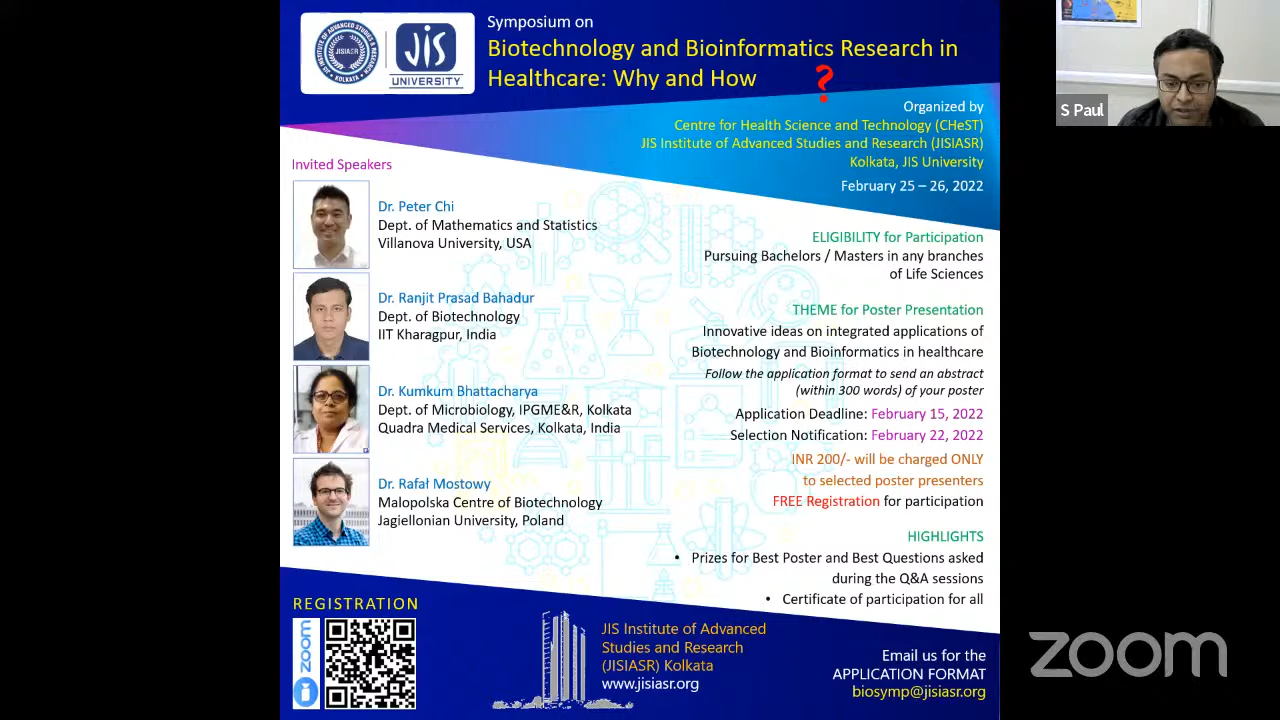 Symposium on
Biotechnology and Bioinformatics Research in
Healthcare: Why and How ?
INSTITUTE OF ADVANCED STUDIES & RESEARCH
JISIASR
JIS • KOLKATA
JIS
UNIVERSITY
Organized by
Centre for Health Science and Technology (CHeST)
JIS Institute of Advanced Studies and Research (JISIASR)
Kolkata, JIS University
February 25 – 26, 2022
Invited Speakers
Dr. Peter Chi
Dept. of Mathematics and Statistics
Villanova University, USA
Dr. Ranjit Prasad Bahadur
Dept. of Biotechnology
IIT Kharagpur, India
Dr. Kumkum Bhattacharya
Dept. of Microbiology, IPGME&R, Kolkata
Quadra Medical Services, Kolkata, India
Dr. Rafał Mostowy
Malopolska Centre of Biotechnology
Jagiellonian University, Poland
ELIGIBILITY for Participation
Pursuing Bachelors / Masters in any branches
of Life Sciences
THEME for Poster Presentation
Innovative ideas on integrated applications of
Biotechnology and Bioinformatics in healthcare
Follow the application format to send an abstract
(within 300 words) of your poster
Application Deadline: February 15, 2022
Selection Notification: February 22, 2022
INR 200/- will be charged ONLY
to selected poster presenters
FREE Registration for participation
HIGHLIGHTS
• Prizes for Best Poster and Best Questions asked
during the Q&A sessions
• Certificate of participation for all
REGISTRATION
zoom
JIS Institute of Advanced
Studies and Research
(JISIASR) Kolkata
www.jisiasr.org
Email us for the
APPLICATION FORMAT
biosymp@jisiasr.org
S Paul
zoom